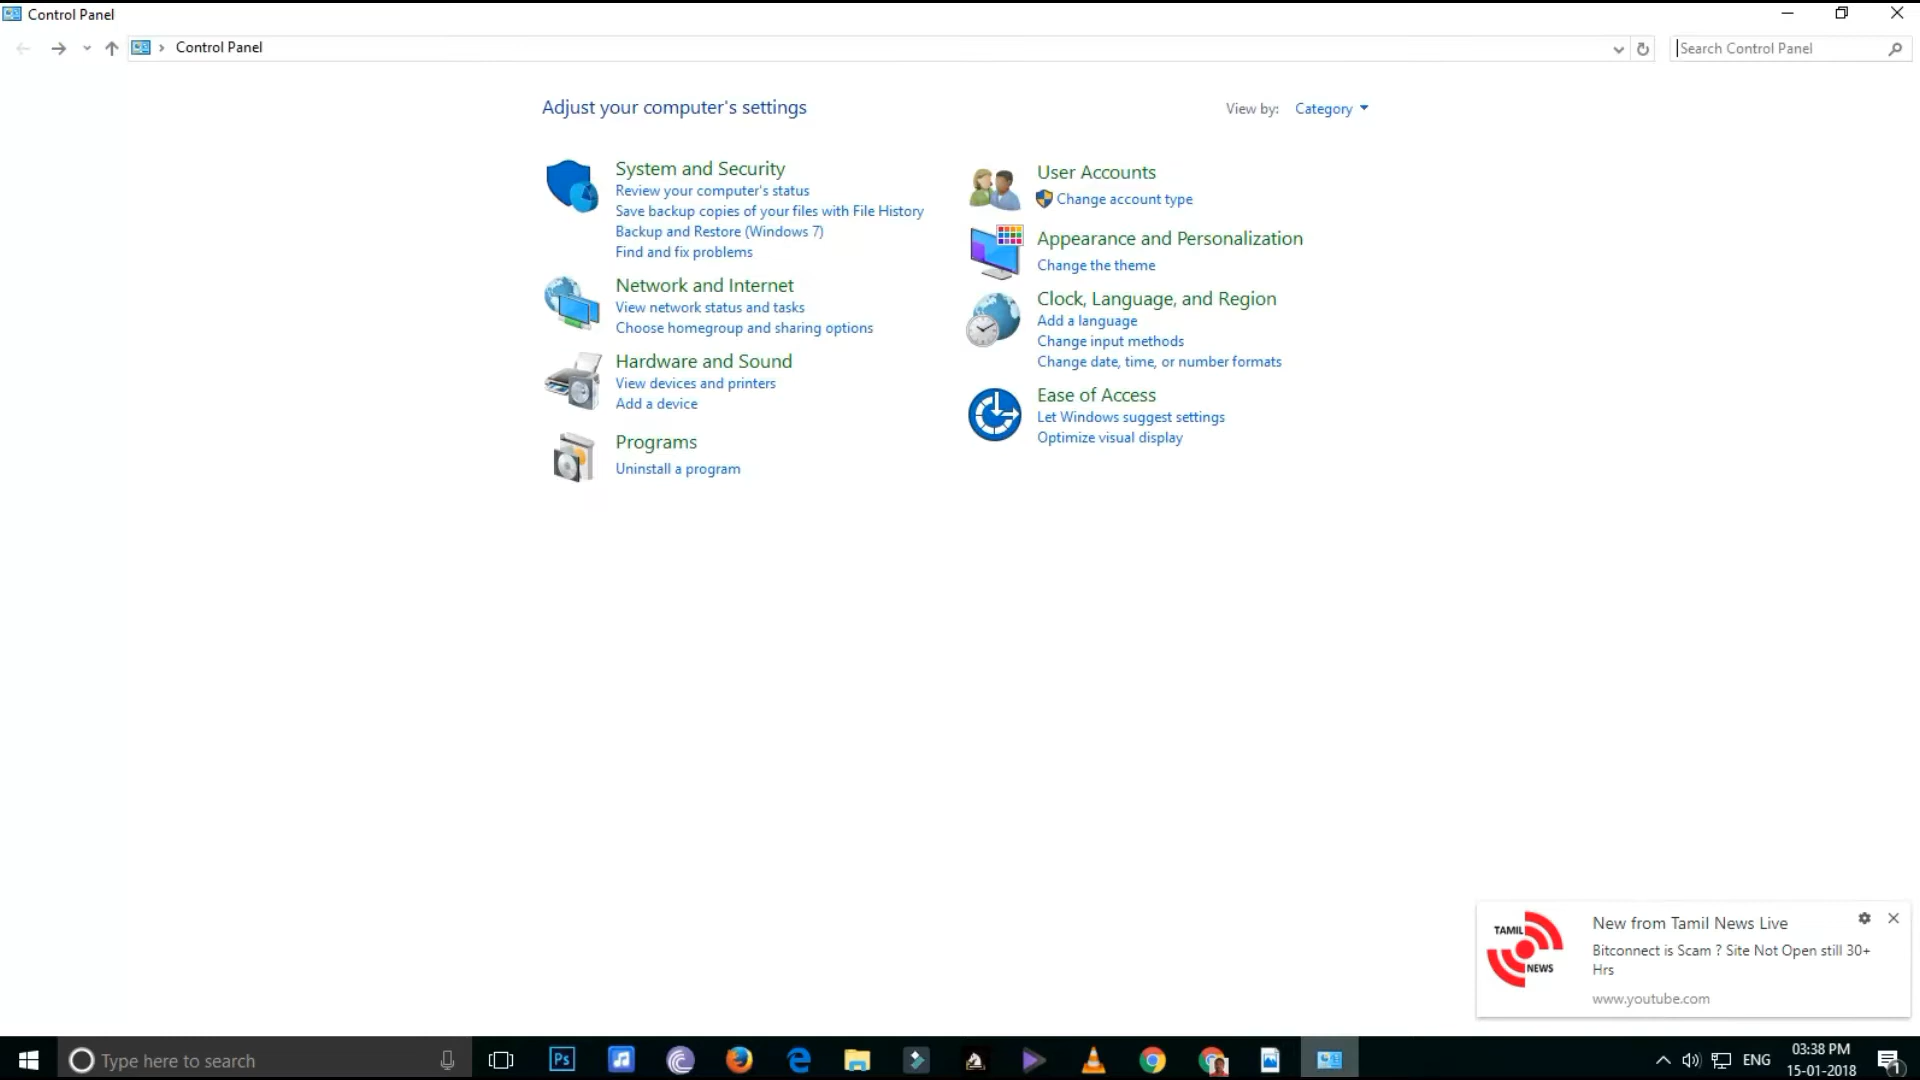 Control Panel
Control Panel
Search Control Panel
Adjust your computer's settings
View by: Category
System and Security
Review your computer's status
Save backup copies of your files with File History
Backup and Restore (Windows 7)
Find and fix problems
Network and Internet
View network status and tasks
Choose homegroup and sharing options
Hardware and Sound
View devices and printers
Add a device
Programs
Uninstall a program
User Accounts
Change account type
Appearance and Personalization
Change the theme
Clock, Language, and Region
Add a language
Change input methods
Change date, time, or number formats
Ease of Access
Let Windows suggest settings
Optimize visual display
TAMIL
NEWS
New from Tamil News Live
Bitconnect is Scam ? Site Not Open still 30+
Hrs
www.youtube.com
Type here to search
Ps
ENG
03:38 PM
15-01-2018
1